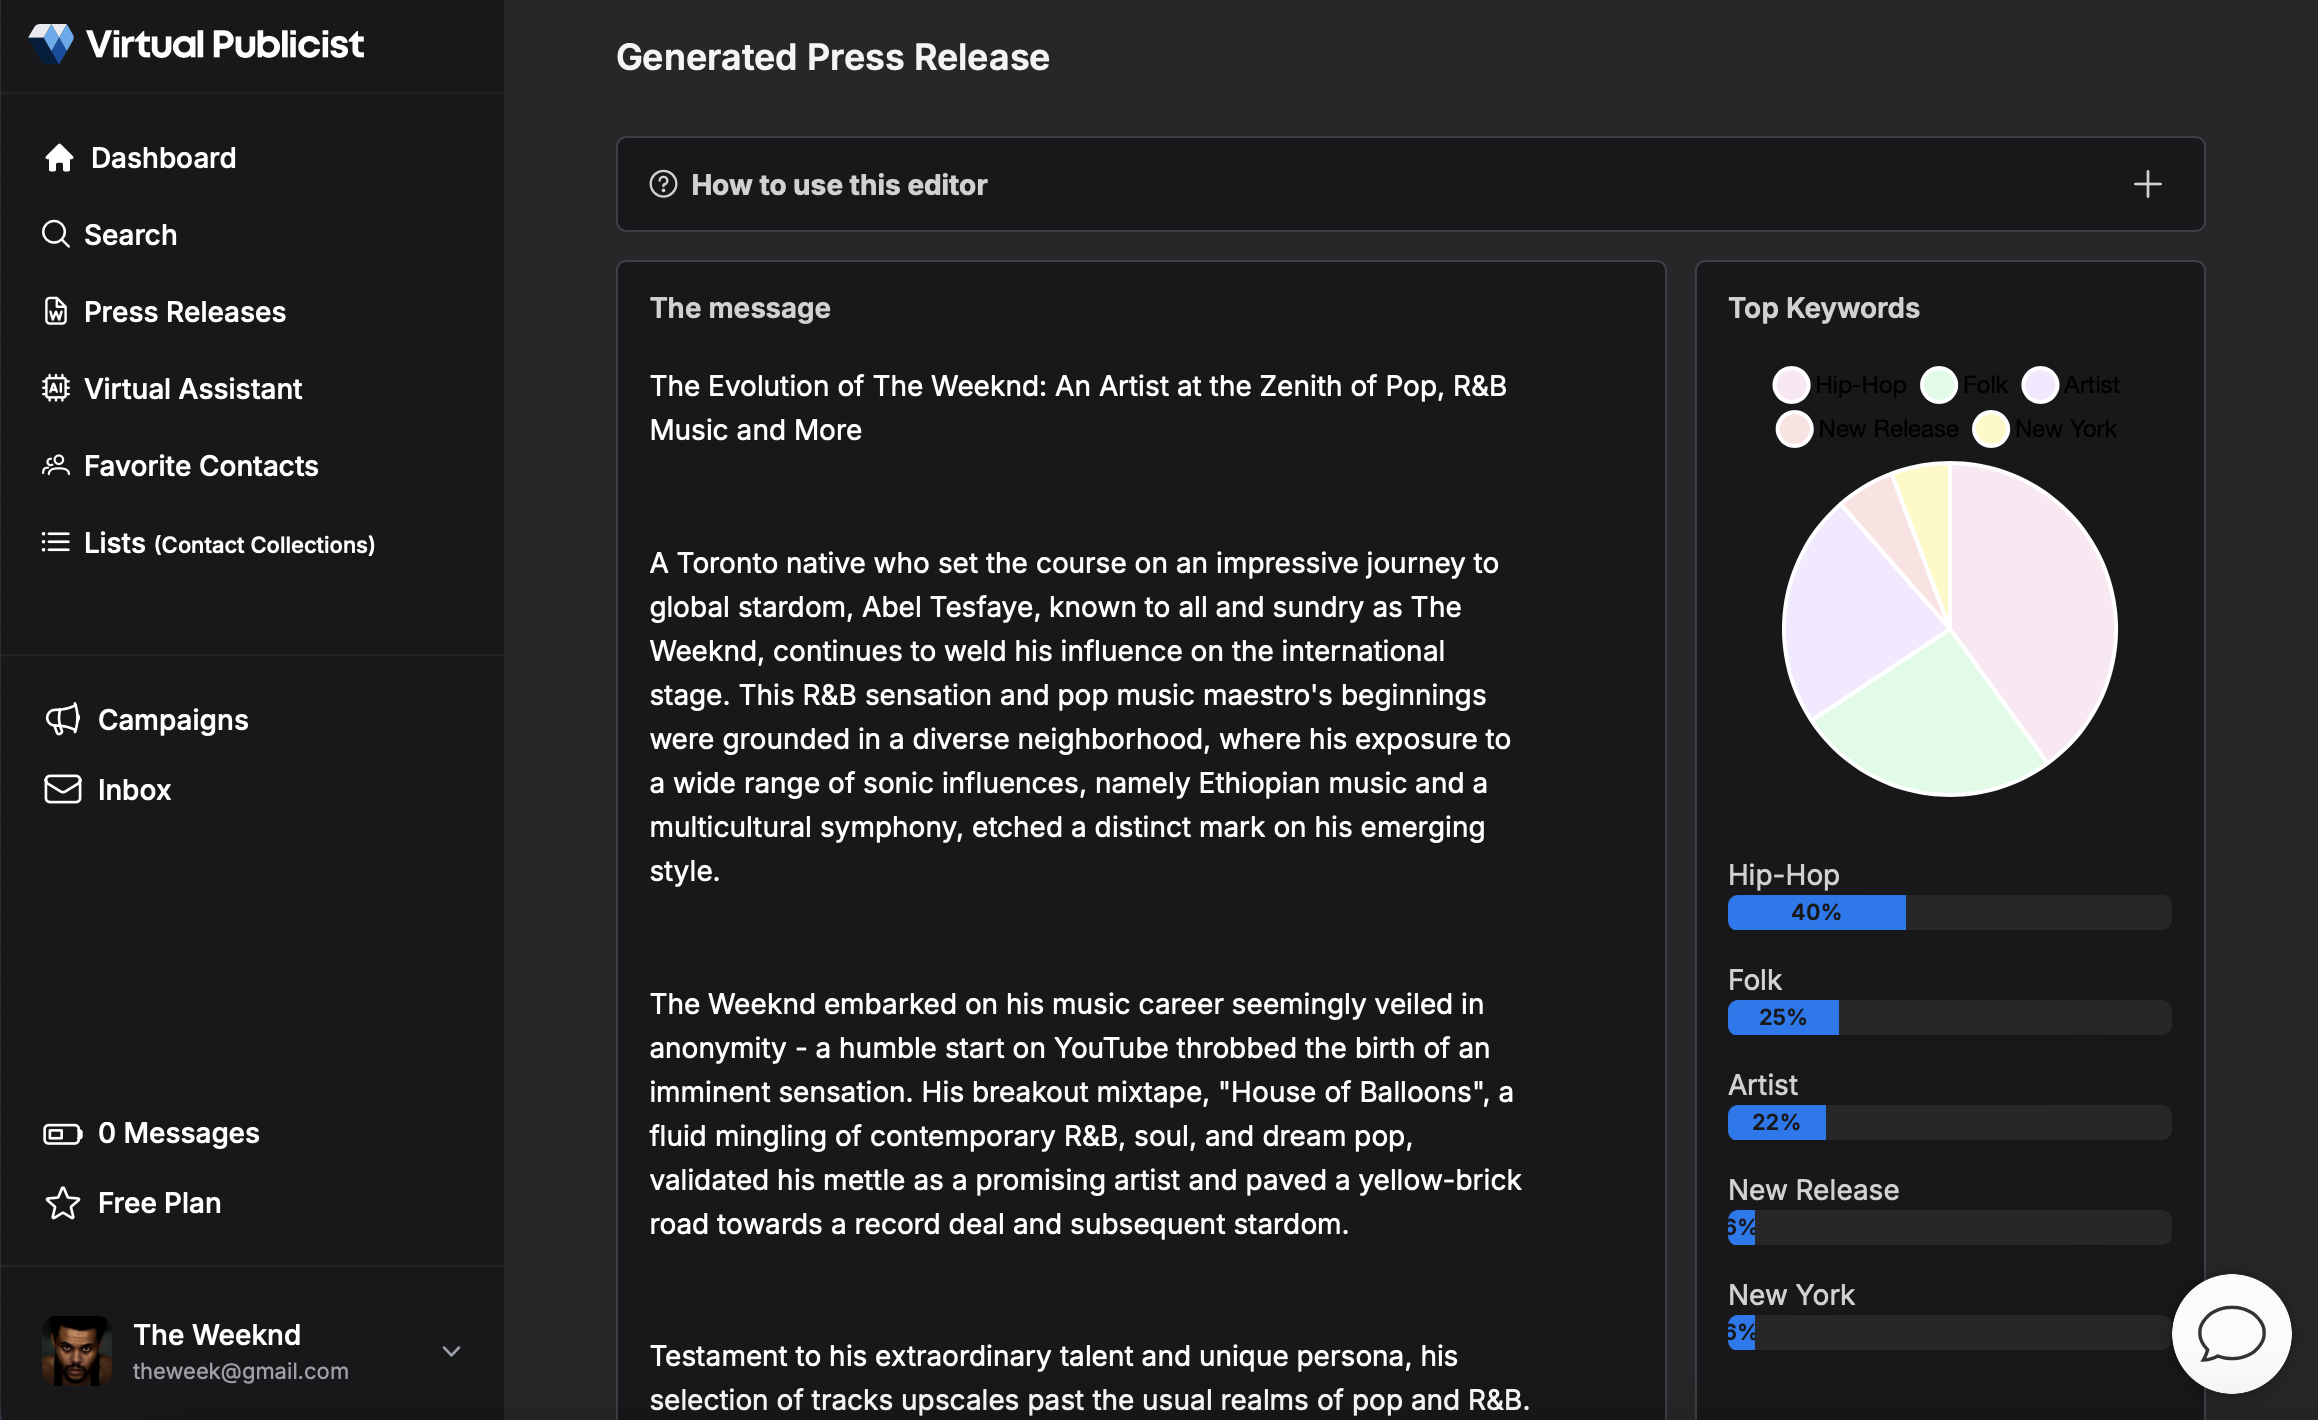 Virtual Publicist
Dashboard
Search
Press Releases
Virtual Assistant
Favorite Contacts
Lists (Contact Collections)
Campaigns
Inbox
0 Messages
Free Plan
The Weeknd
theweek@gmail.com
Generated Press Release
How to use this editor
The message
The Evolution of The Weeknd: An Artist at the Zenith of Pop, R&B
Music and More
A Toronto native who set the course on an impressive journey to
global stardom, Abel Tesfaye, known to all and sundry as The
Weeknd, continues to weld his influence on the international
stage. This R&B sensation and pop music maestro's beginnings
were grounded in a diverse neighborhood, where his exposure to
a wide range of sonic influences, namely Ethiopian music and a
multicultural symphony, etched a distinct mark on his emerging
style.
The Weeknd embarked on his music career seemingly veiled in
anonymity - a humble start on YouTube throbbed the birth of an
imminent sensation. His breakout mixtape, "House of Balloons", a
fluid mingling of contemporary R&B, soul, and dream pop,
validated his mettle as a promising artist and paved a yellow-brick
road towards a record deal and subsequent stardom.
Testament to his extraordinary talent and unique persona, his
selection of tracks upscales past the usual realms of pop and R&B.
Top Keywords
Hip-Hop Folk Artist
New Release New York
Hip-Hop
40%
Folk
25%
Artist
22%
New Release
6%
New York
6%